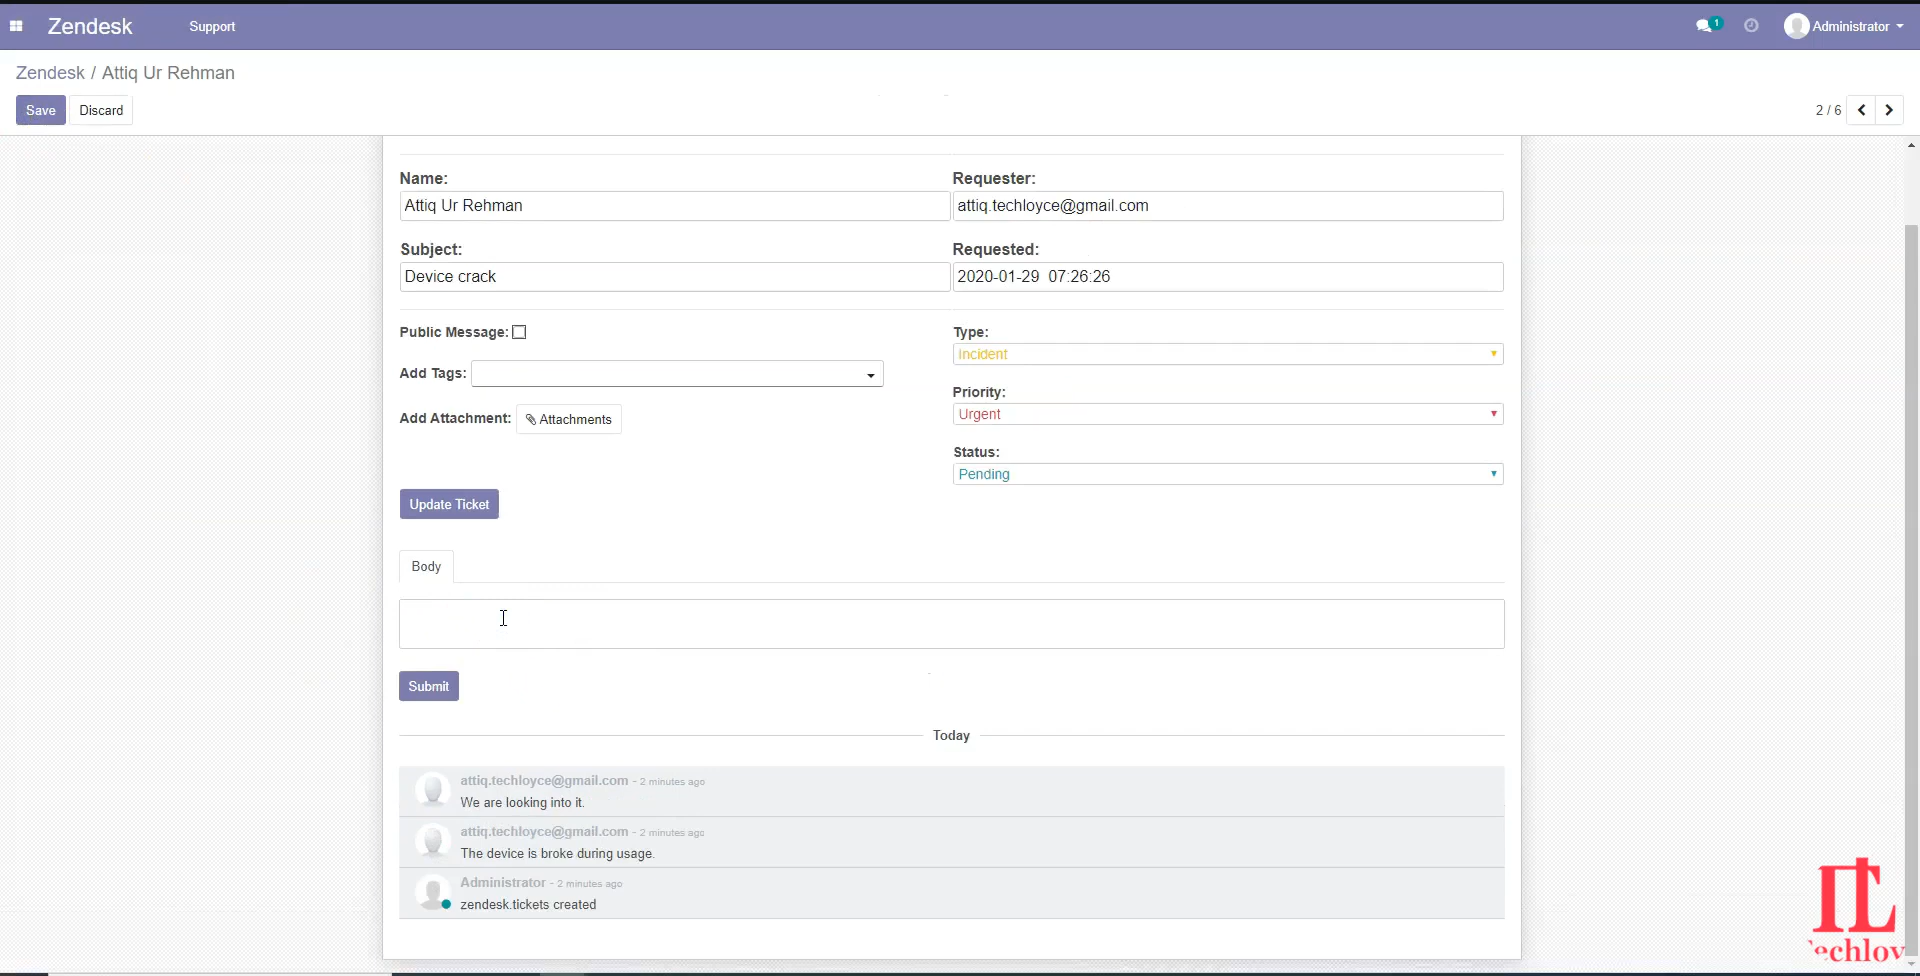 Zendesk Support 1 Administrator
Zendesk / Attiq Ur Rehman
Save Discard 2 / 6
Name: Requester:
Attiq Ur Rehman attiq.techloyce@gmail.com
Subject: Requested:
Device crack 2020-01-29 07:26:26
Public Message: Type:
Incident
Add Tags:
Priority:
Add Attachment: Attachments Urgent
Status:
Pending
Update Ticket
Body
Submit
Today
attiq.techloyce@gmail.com - 2 minutes ago
We are looking into it.
attiq.techloyce@gmail.com - 2 minutes ago
The device is broke during usage.
Administrator - 2 minutes ago
zendesk.tickets created